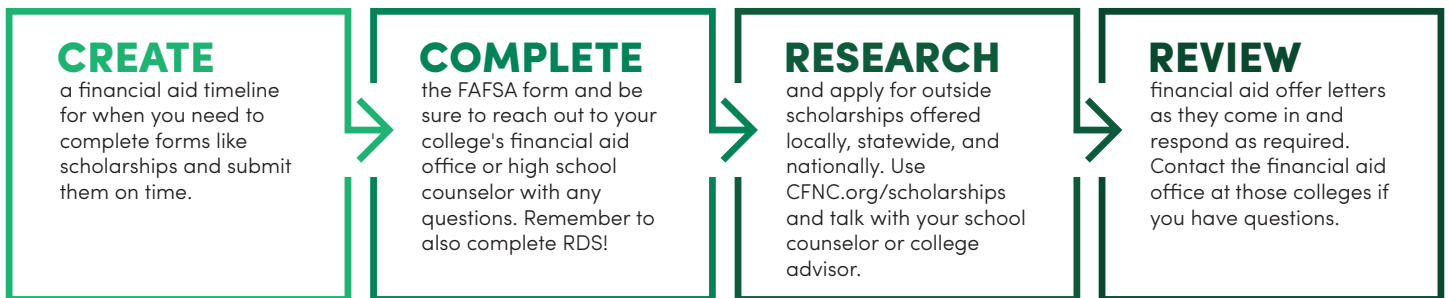 CREATE
a financial aid timeline
for when you need to
complete forms like
scholarships and submit
them on time.
COMPLETE
the FAFSA form and be
sure to reach out to your
college's financial aid
office or high school
counselor with any
questions. Remember to
also complete RDS!
RESEARCH
and apply for outside
scholarships offered
locally, statewide, and
nationally. Use
CFNC.org/scholarships
and talk with your school
counselor or college
advisor.
REVIEW
financial aid offer letters
as they come in and
respond as required.
Contact the financial aid
office at those colleges if
you have questions.